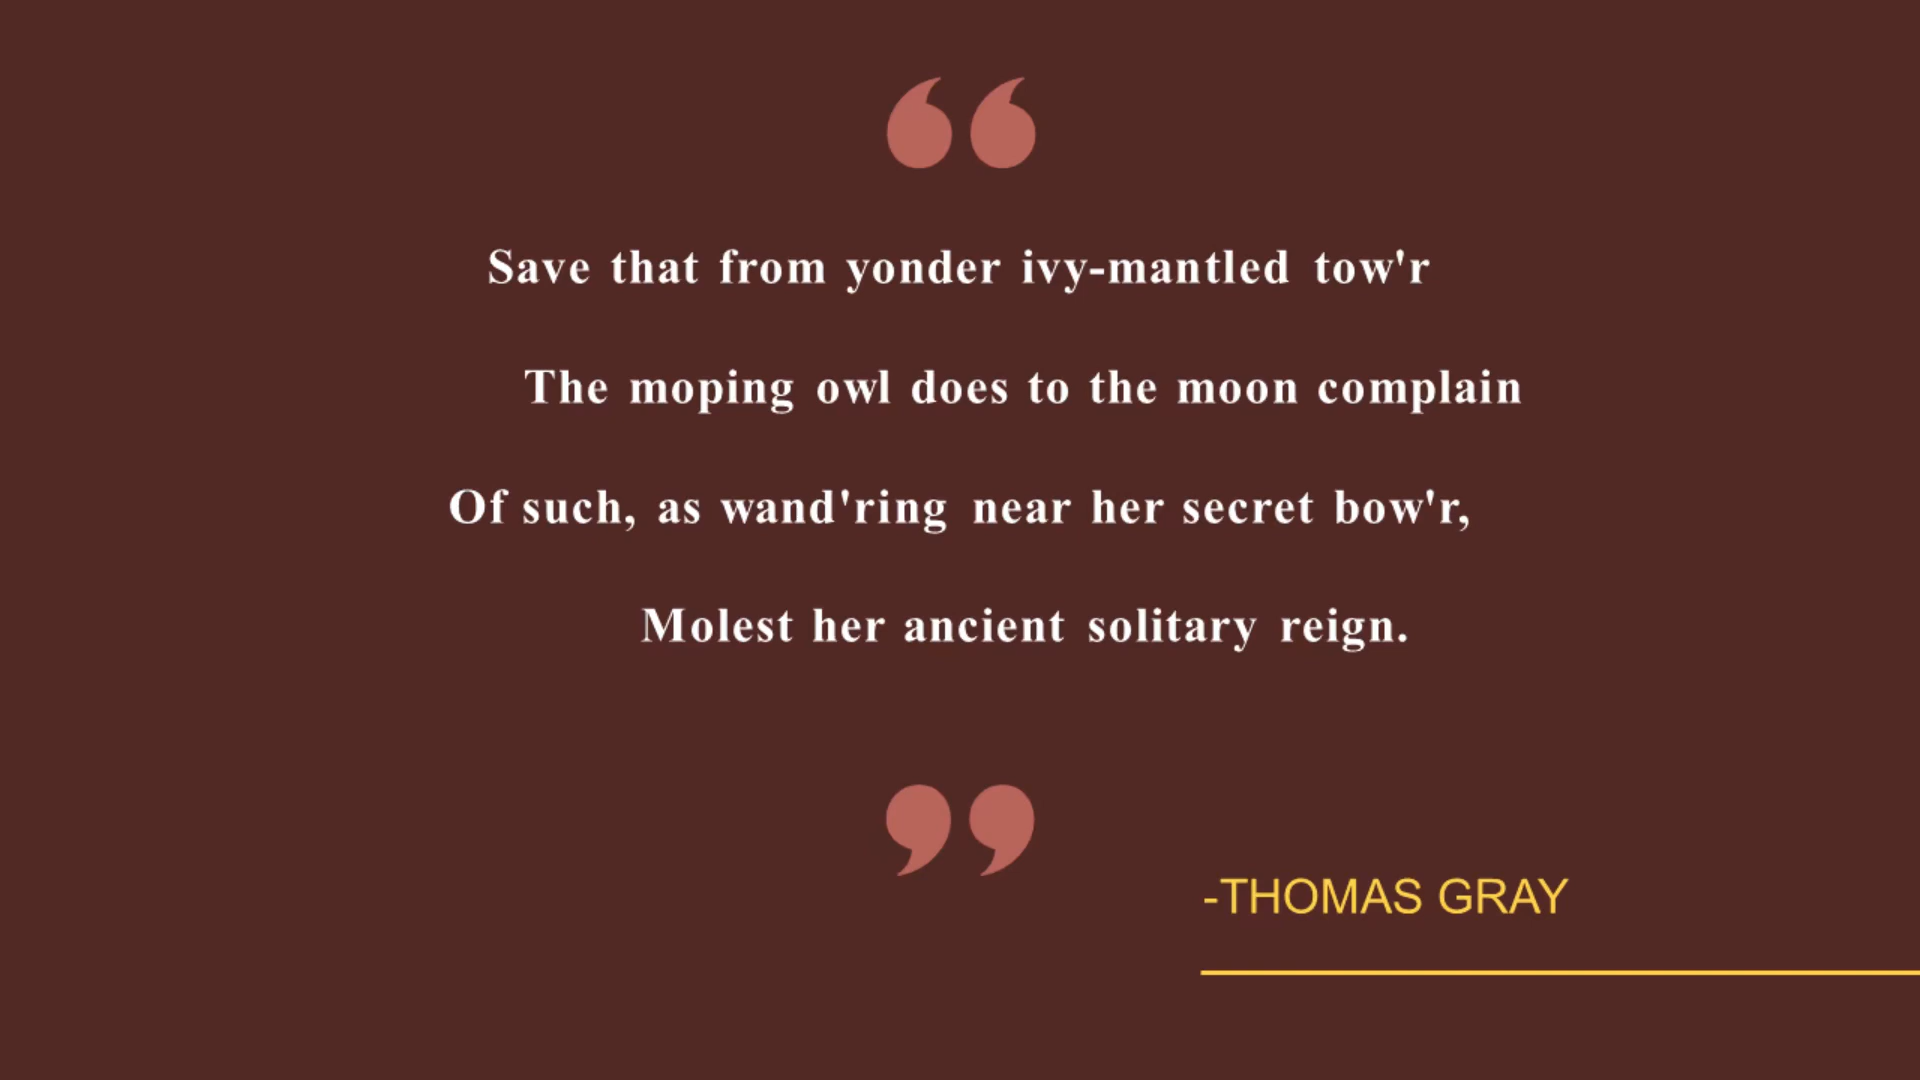 “
Save that from yonder ivy-mantled tow'r
The moping owl does to the moon complain
Of such, as wand'ring near her secret bow'r,
Molest her ancient solitary reign.
”
-THOMAS GRAY